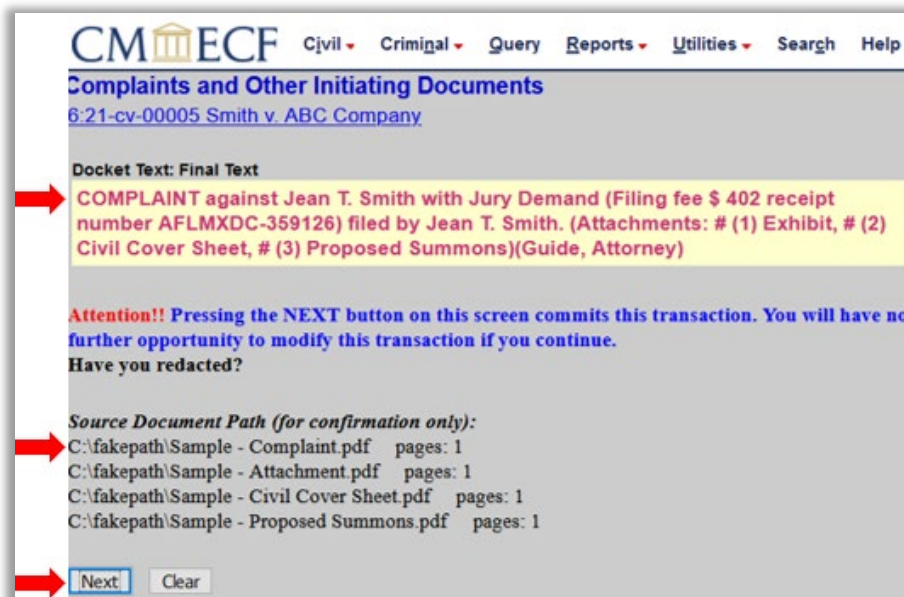 CM ECF Civil Criminal Query Reports Utilities Search Help
Complaints and Other Initiating Documents
6:21-cv-00005 Smith v. ABC Company
Docket Text: Final Text
COMPLAINT against Jean T. Smith with Jury Demand (Filing fee $ 402 receipt
number AFLMXDC-359126) filed by Jean T. Smith. (Attachments: # (1) Exhibit, # (2)
Civil Cover Sheet, # (3) Proposed Summons)(Guide, Attorney)
Attention!! Pressing the NEXT button on this screen commits this transaction. You will have no
further opportunity to modify this transaction if you continue.
Have you redacted?
Source Document Path (for confirmation only):
C:\fakepath\Sample - Complaint.pdf pages: 1
C:\fakepath\Sample - Attachment.pdf pages: 1
C:\fakepath\Sample - Civil Cover Sheet.pdf pages: 1
C:\fakepath\Sample - Proposed Summons.pdf pages: 1
Next Clear